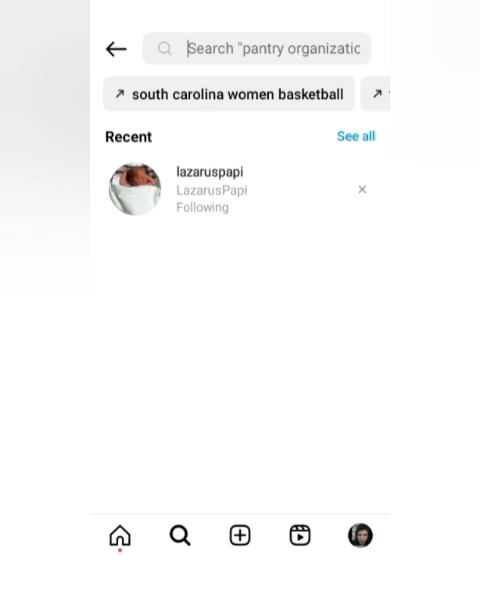 Search "pantry organizatic
south carolina women basketball
Recent
See all
lazaruspapi
LazarusPapi
Following